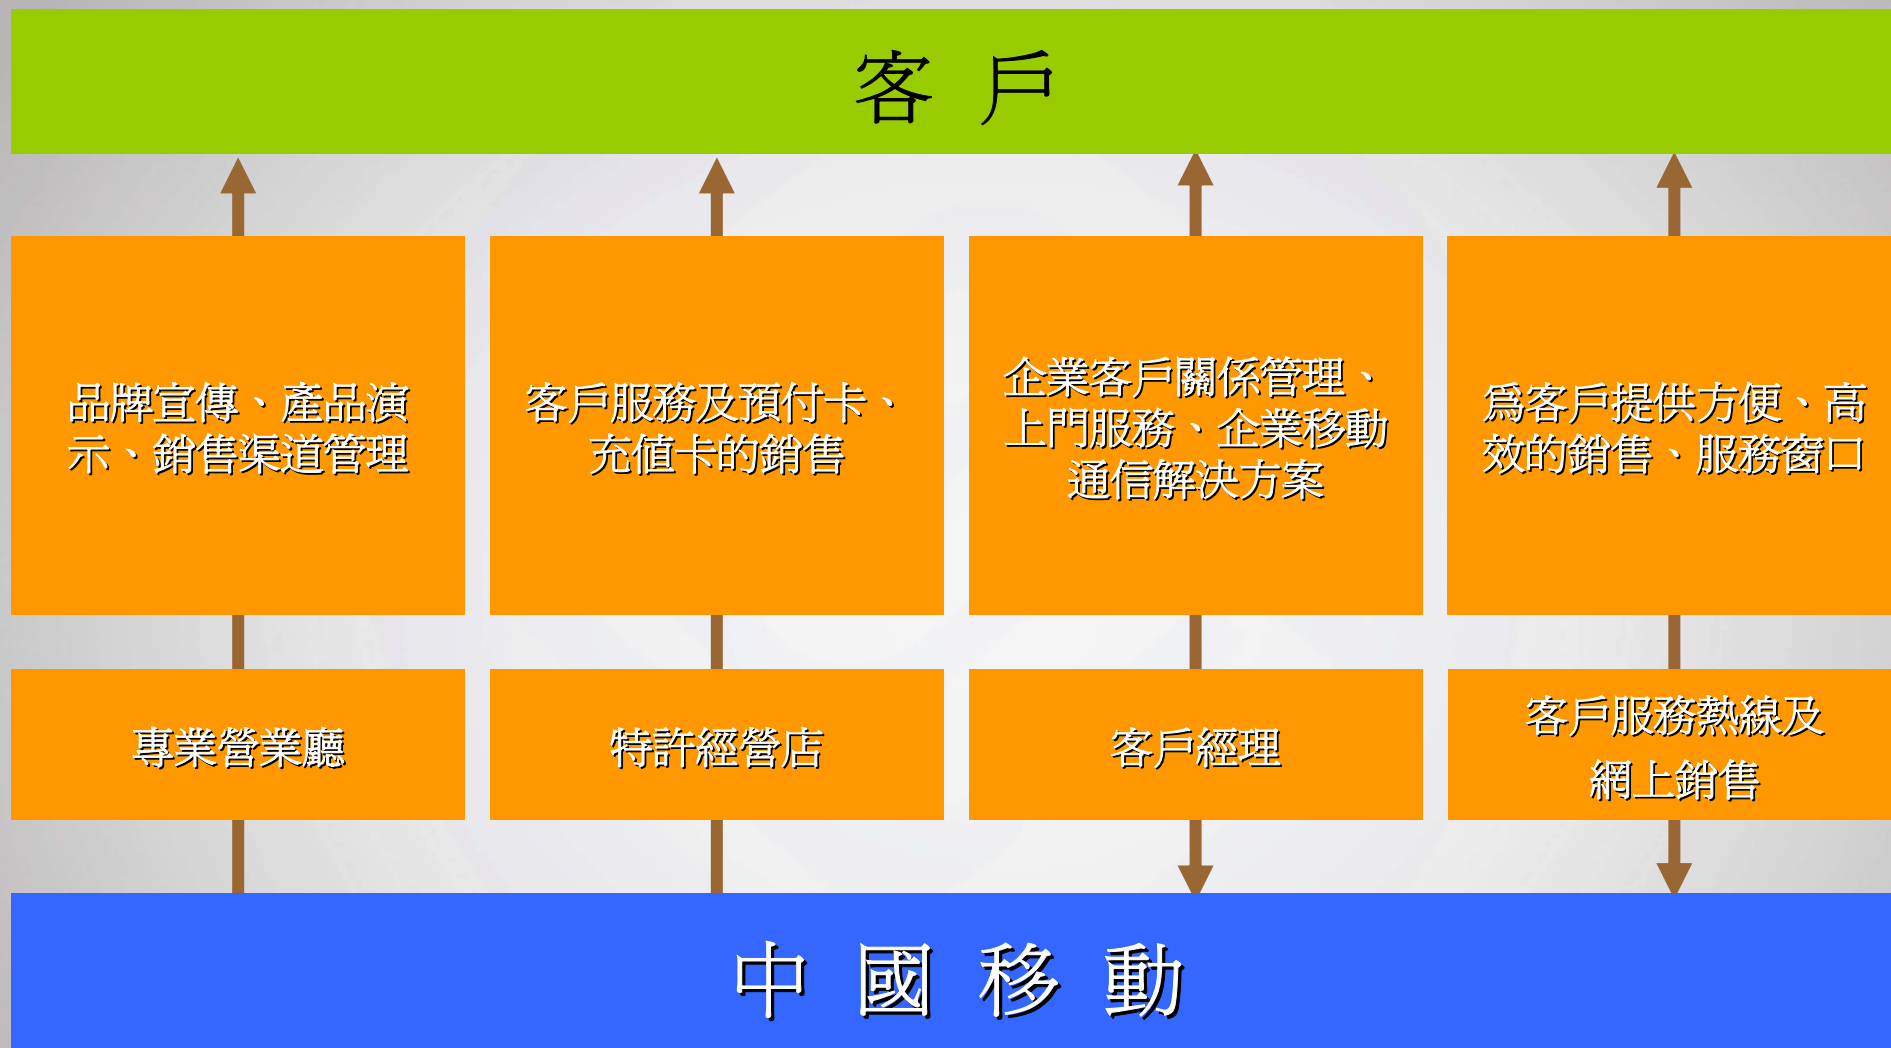 客 戶
品牌宣傳、產品演
示、銷售渠道管理
客戶服務及預付卡、
充值卡的銷售
企業客戶關係管理、
上門服務、企業移動
通信解決方案
爲客戶提供方便、高
效的銷售、服務窗口
專業營業廳
特許經營店
客戶經理
客戶服務熱線及
網上銷售
中 國 移 動